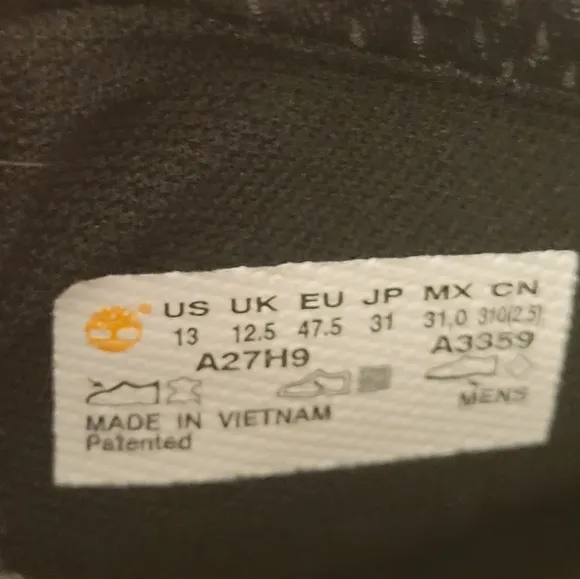 US UK EU JP MX CN
13 12.5 47.5 31 31,0 310(2.5)
A27H9 A3359
MENS
MADE IN VIETNAM
Patented